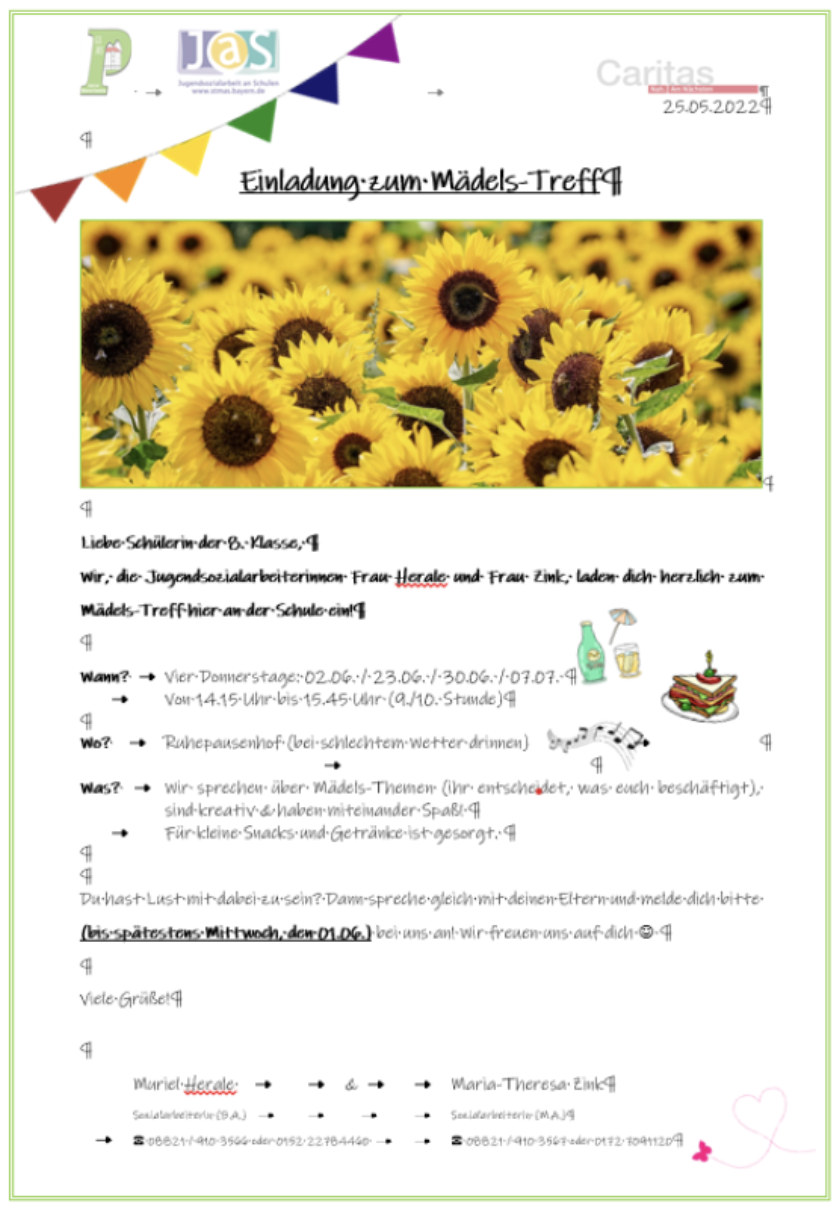 P
JaS
Jugendsozialarbeit an Schulen
www.stmas.bayern.de
Caritas
Nah. Am Nächsten
25.05.2022
Einladung zum Mädels-Treff
Liebe Schülerin der 8. Klasse,
Wir, die Jugendsozialarbeiterinnen Frau Herale und Frau Zink, laden dich herzlich zum
Mädels-Treff hier an der Schule ein!
Wann? Vier Donnerstage: 02.06. / 23.06. / 30.06. / 07.07.
Von 14.15 Uhr bis 15.45 Uhr (9./10. Stunde)
Wo? Ruhepausenhof (bei schlechtem Wetter drinnen)
Was? Wir sprechen über Mädels-Themen (ihr entscheidet, was euch beschäftigt),
sind kreativ & haben miteinander Spaß!
Für kleine Snacks und Getränke ist gesorgt.
Du hast Lust mit dabei zu sein? Dann spreche gleich mit deinen Eltern und melde dich bitte
(bis spätestens Mittwoch, den 01.06.) bei uns an! Wir freuen uns auf dich ☺
Viele Grüße!
Muriel Herale & Maria-Theresa Zink
Sozialarbeiterin (B.A.) Sozialarbeiterin (M.A.)
☎ 08821 / 910 3566 oder 0152 22784460 ☎ 08821 / 910 3567 oder 0172 7091120